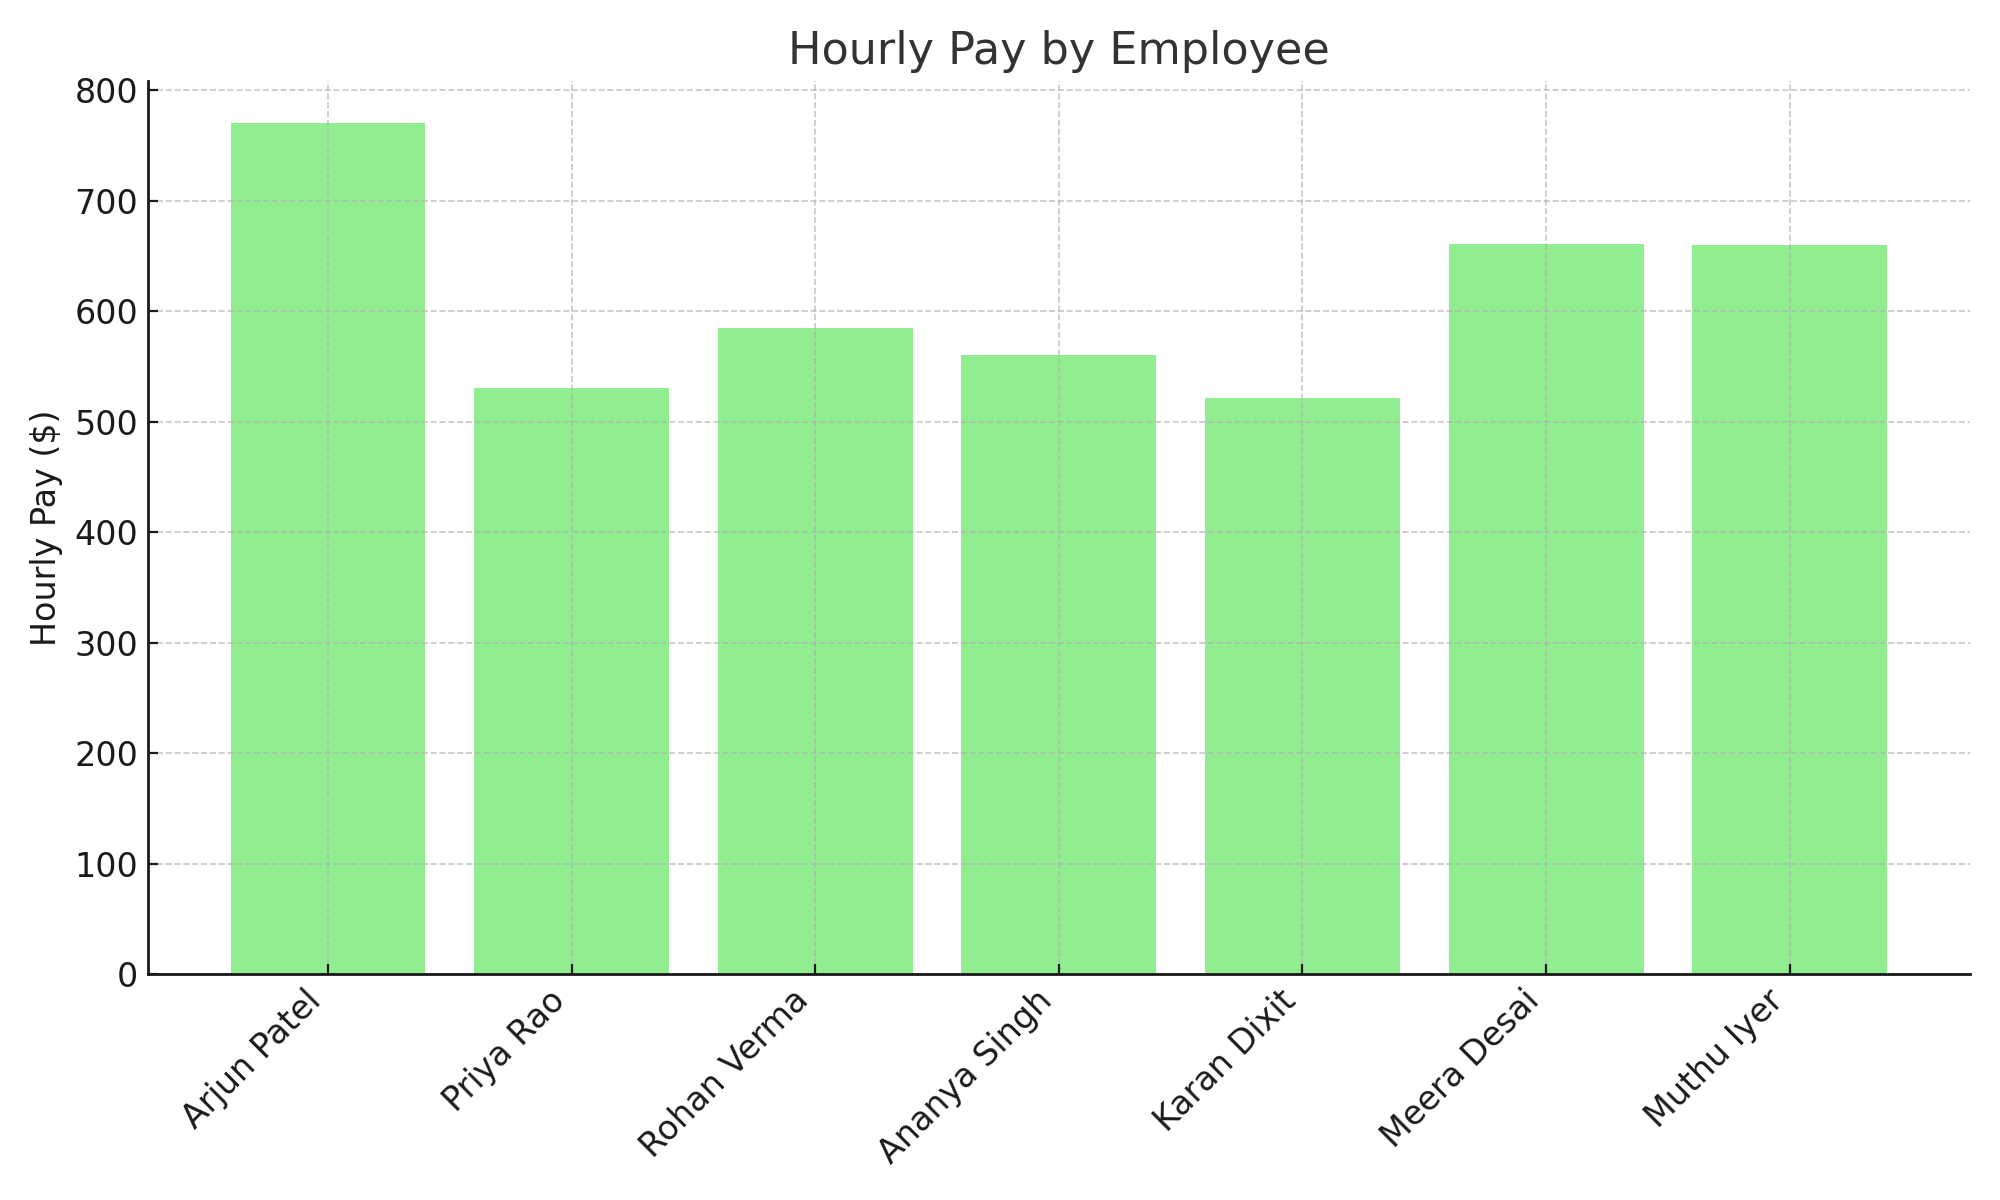 Hourly Pay by Employee
Hourly Pay ($)
800
700
600
500
400
300
200
100
0
Arjun Patel
Priya Rao
Rohan Verma
Ananya Singh
Karan Dixit
Meera Desai
Muthu Iyer